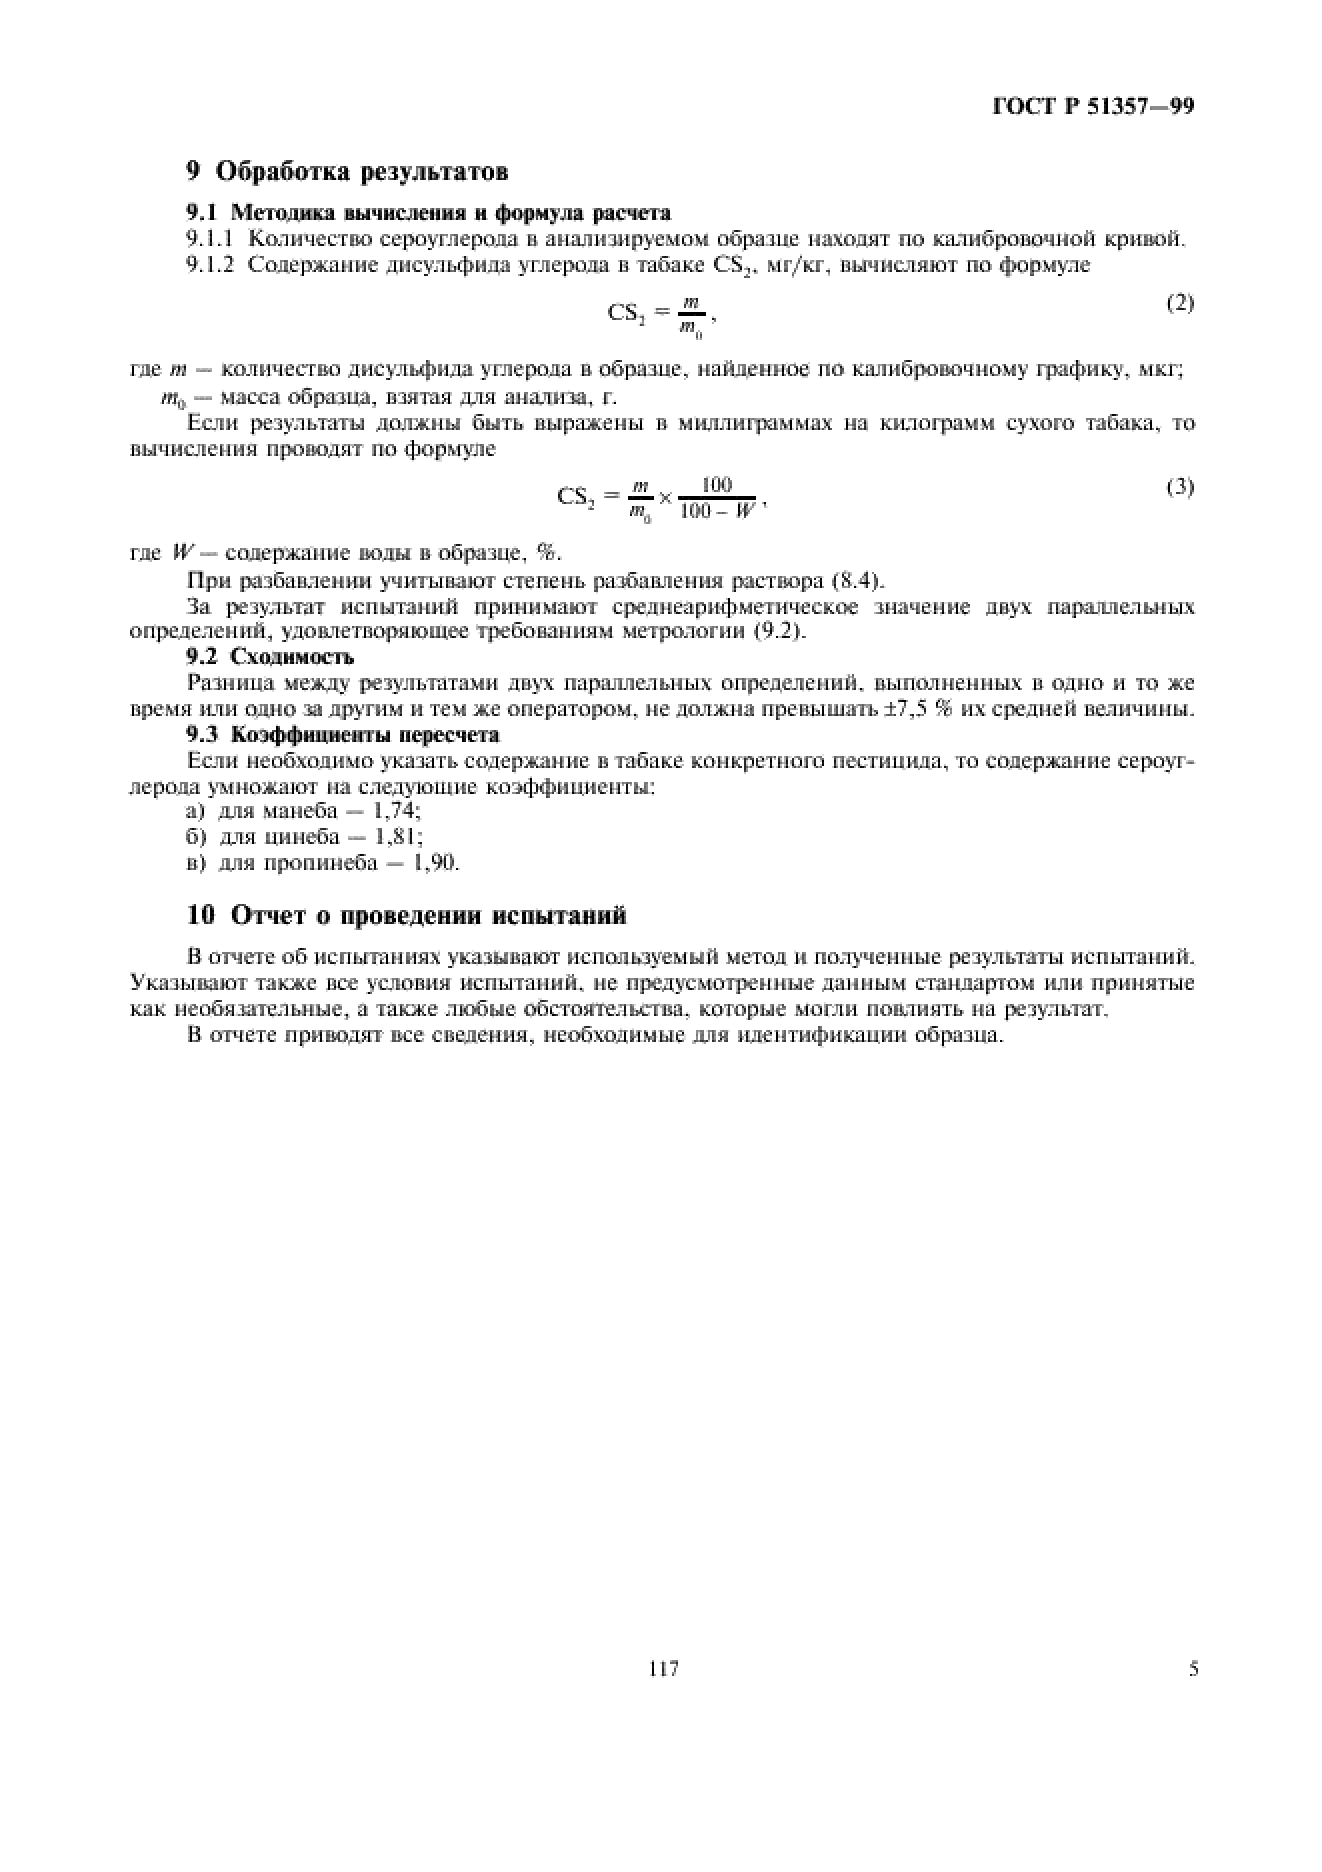 ГОСТ Р 51357—99
9 Обработка результатов
9.1 Методика вычисления и формула расчета
9.1.1 Количество сероуглерода в анализируемом образце находят по калибровочной кривой.
9.1.2 Содержание дисульфида углерода в табаке CS₂, мг/кг, вычисляют по формуле
CS₂ = m/m₀ , (2)
где m — количество дисульфида углерода в образце, найденное по калибровочному графику, мкг;
m₀ — масса образца, взятая для анализа, г.
Если результаты должны быть выражены в миллиграммах на килограмм сухого табака, то
вычисления проводят по формуле
CS₂ = m/m₀ × 100/(100 – W) , (3)
где W — содержание воды в образце, %.
При разбавлении учитывают степень разбавления раствора (8.4).
За результат испытаний принимают среднеарифметическое значение двух параллельных
определений, удовлетворяющее требованиям метрологии (9.2).
9.2 Сходимость
Разница между результатами двух параллельных определений, выполненных в одно и то же
время или одно за другим и тем же оператором, не должна превышать ±7,5 % их средней величины.
9.3 Коэффициенты пересчета
Если необходимо указать содержание в табаке конкретного пестицида, то содержание сероуг-
лерода умножают на следующие коэффициенты:
а) для манеба — 1,74;
б) для цинеба — 1,81;
в) для пропинеба — 1,90.
10 Отчет о проведении испытаний
В отчете об испытаниях указывают используемый метод и полученные результаты испытаний.
Указывают также все условия испытаний, не предусмотренные данным стандартом или принятые
как необязательные, а также любые обстоятельства, которые могли повлиять на результат.
В отчете приводят все сведения, необходимые для идентификации образца.
117 5